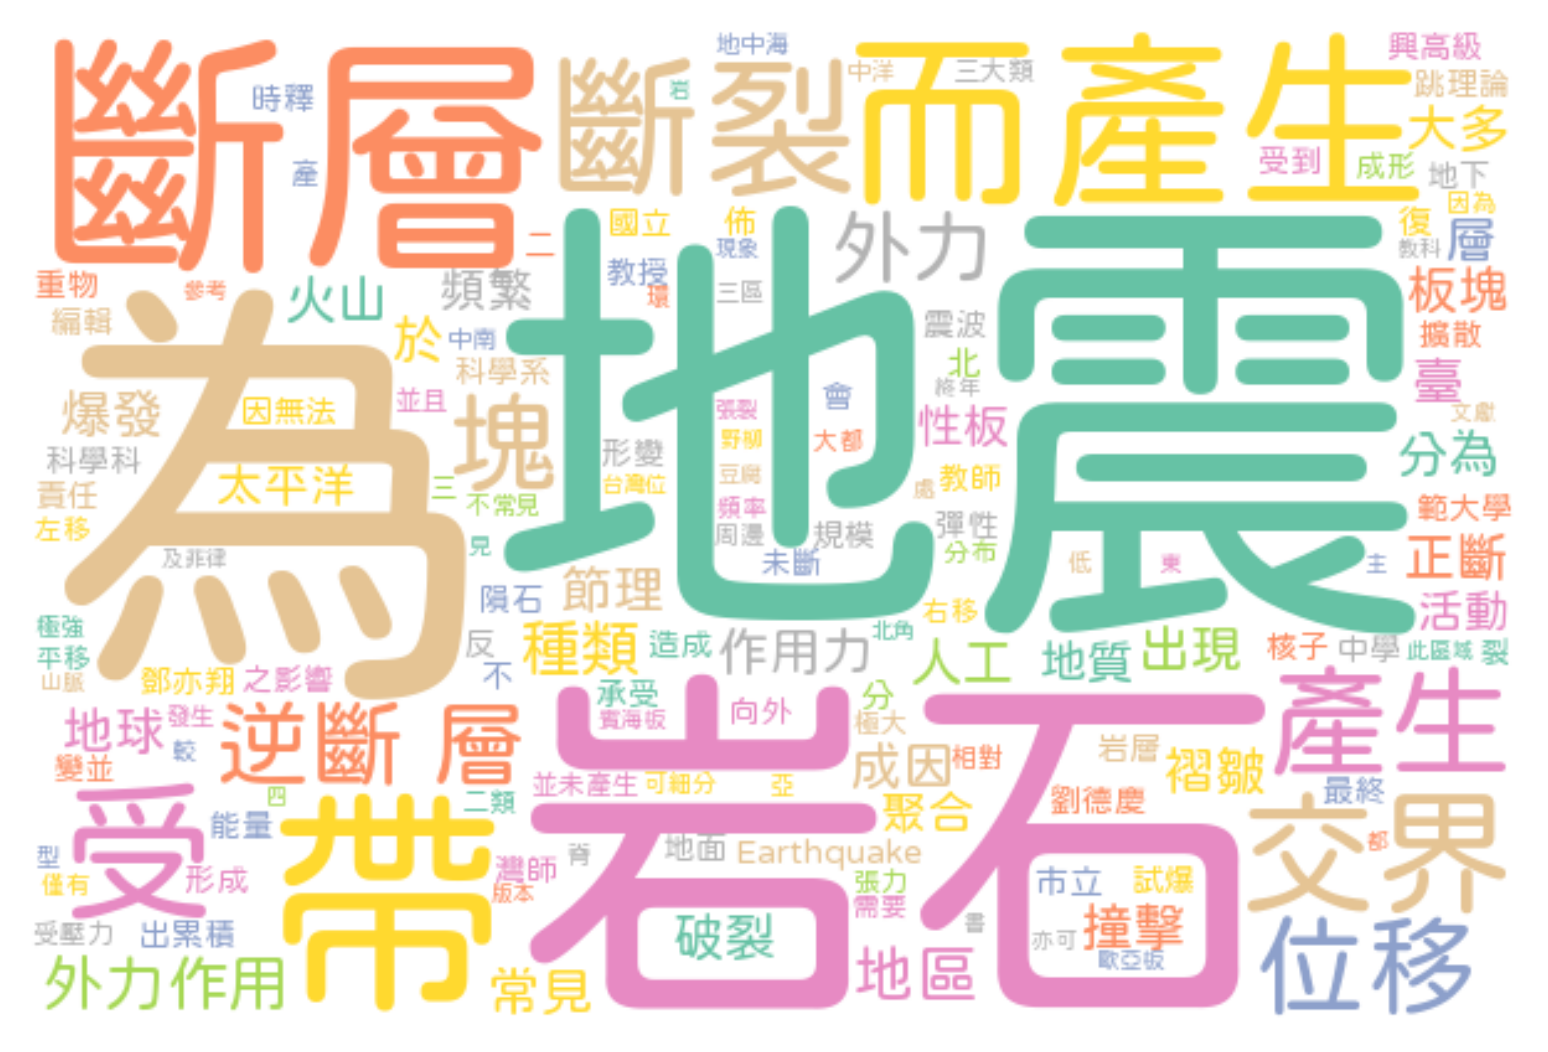 斷層
斷裂
而產生
地中海
中洋
三大類
興高級
跳理論
大多
時釋
岩
產
受到
成形
地下
因為
復
層
教科
二
國立
佈
現象
外力
教授
環
三區
重物
參考
火山
頻繁
編輯
於
中南
為
地震
震波
北
終年
板塊
擴散
臺
文獻
科學系
並且
爆發
因無法
塊
張裂
會
野柳
大都
性板
形變
台灣位
豆腐
頻率
周邊
規模
未斷
處
教師
彈性
分布
分為
科學科
責任
左移
太平洋
三
不常見
見
及非律
範大學
正斷
低
東
主
活動
隕石
節理
右移
極強
平移
山脈
反
不
種類
造成
作用力
北角
人工
地質
出現
核子
中學
此區域
裂
鄧亦翔
之影響
承受
賓海板
向外
分
極大
產生
地球
發生
較
變並
逆斷
層
岩石
成因
相對
岩層
褶皺
最終
並未產生
可細分
亞
四
二類
聚合
劉德慶
交界
都
受
能量
帶
型
僅有
形成
灣師
版本
脊
地面
Earthquake
張力
需要
市立
試爆
受壓力
出累積
破裂
書
亦可
撞擊
歐亞板
位移
外力作用
常見
地區